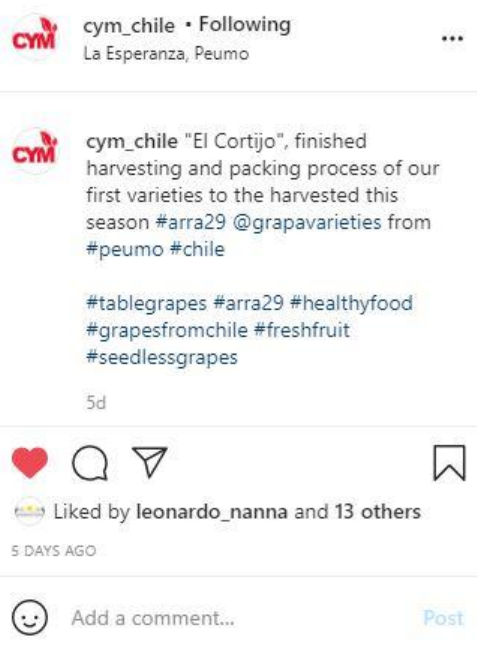 CYM
cym_chile • Following
La Esperanza, Peumo
CYM
cym_chile "El Cortijo", finished
harvesting and packing process of our
first varieties to the harvested this
season #arra29 @grapavarieties from
#peumo #chile
#tablegrapes #arra29 #healthyfood
#grapesfromchile #freshfruit
#seedlessgrapes
5d
Liked by leonardo_nanna and 13 others
5 DAYS AGO
Add a comment...
Post